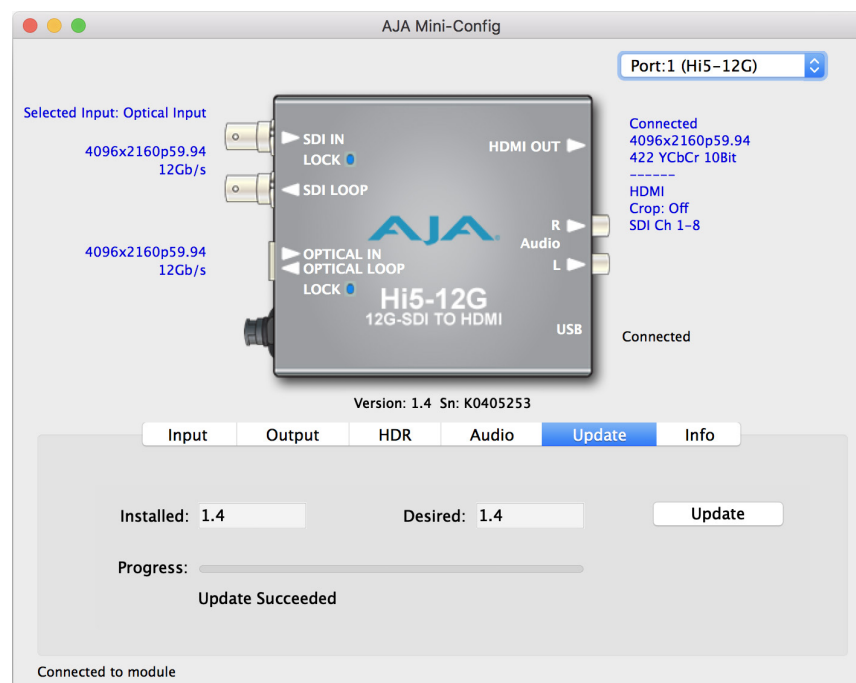 AJA Mini-Config
Port:1 (Hi5-12G)
Selected Input: Optical Input
4096x2160p59.94
12Gb/s
4096x2160p59.94
12Gb/s
SDI IN
LOCK
SDI LOOP
HDMI OUT
AJA
R
Audio
L
OPTICAL IN
OPTICAL LOOP
LOCK
Hi5-12G
12G-SDI TO HDMI
USB
Connected
4096x2160p59.94
422 YCbCr 10Bit
------
HDMI
Crop: Off
SDI Ch 1-8
Connected
Version: 1.4 Sn: K0405253
Input Output HDR Audio Update Info
Installed: 1.4 Desired: 1.4 Update
Progress:
Update Succeeded
Connected to module